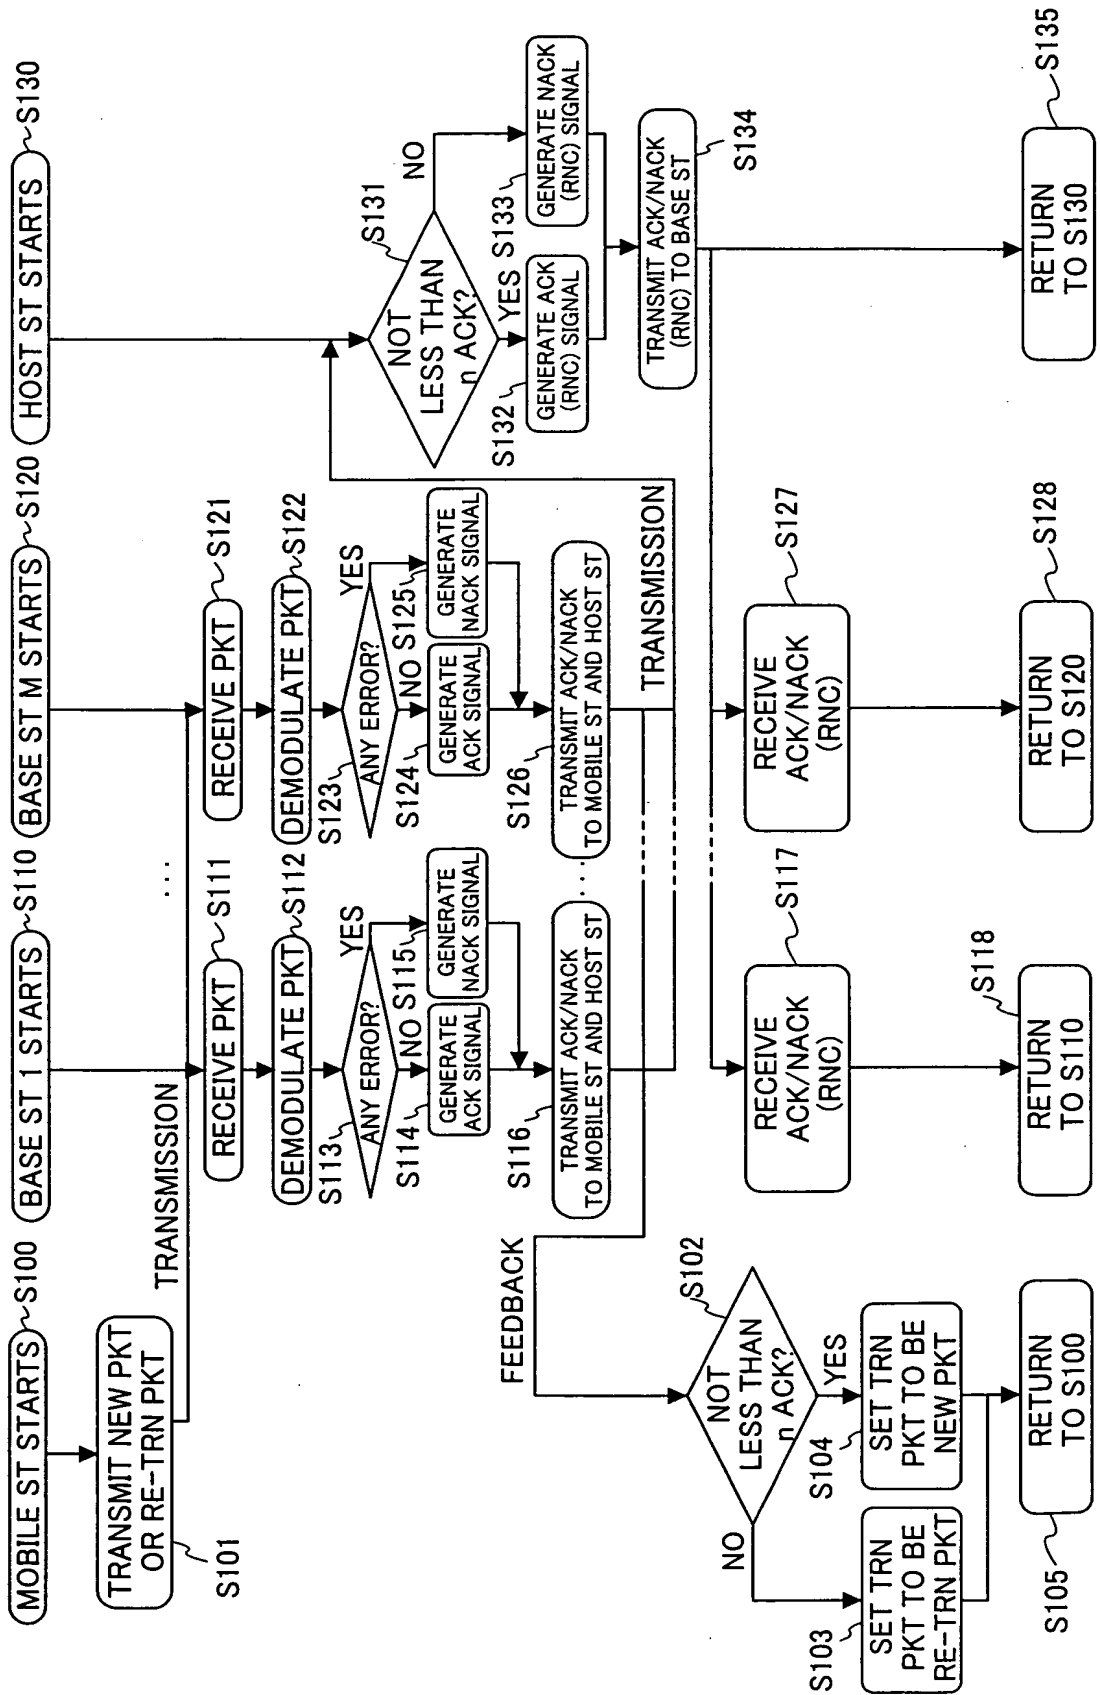 MOBILE ST STARTS
S100
TRANSMIT NEW PKT
OR RE-TRN PKT
S101
TRANSMISSION
BASE ST 1 STARTS
S110
RECEIVE PKT
S111
DEMODULATE PKT
S112
ANY ERROR?
S113
YES
NO
GENERATE
ACK SIGNAL
S114
GENERATE
NACK SIGNAL
S115
TRANSMIT ACK/NACK
TO MOBILE ST AND HOST ST
S116
...
...
BASE ST M STARTS
S120
RECEIVE PKT
S121
DEMODULATE PKT
S122
ANY ERROR?
S123
YES
NO
GENERATE
ACK SIGNAL
S124
GENERATE
NACK SIGNAL
S125
TRANSMIT ACK/NACK
TO MOBILE ST AND HOST ST
S126
TRANSMISSION
HOST ST STARTS
S130
NOT
LESS THAN
n ACK?
S131
NO
YES
GENERATE ACK
(RNC) SIGNAL
S132
GENERATE NACK
(RNC) SIGNAL
S133
TRANSMIT ACK/NACK
(RNC) TO BASE ST
S134
FEEDBACK
NOT
LESS THAN
n ACK?
S102
NO
YES
SET TRN
PKT TO BE
RE-TRN PKT
S103
SET TRN
PKT TO BE
NEW PKT
S104
RETURN
TO S100
S105
RECEIVE
ACK/NACK
(RNC)
S117
RETURN
TO S110
S118
RECEIVE
ACK/NACK
(RNC)
S127
RETURN
TO S120
S128
RETURN
TO S130
S135